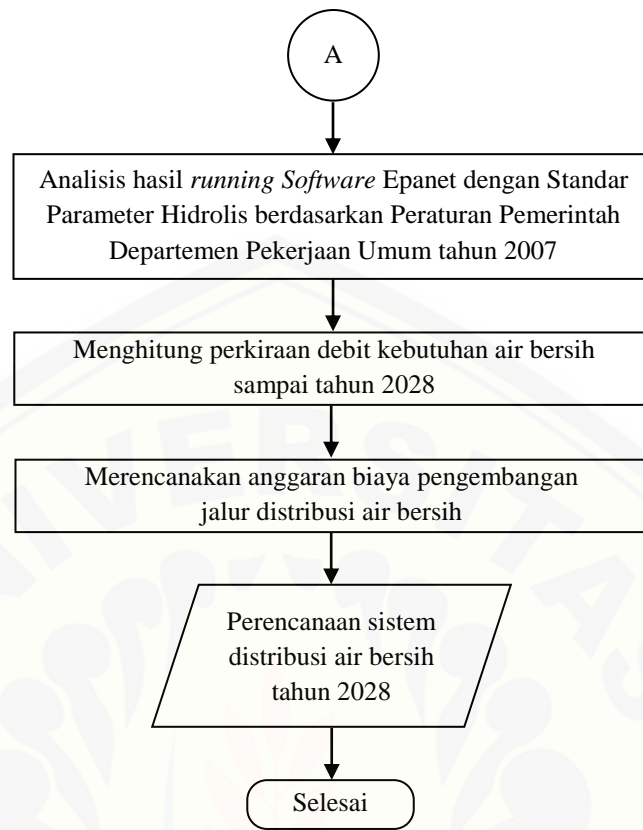 A
Analisis hasil running Software Epanet dengan Standar
Parameter Hidrolis berdasarkan Peraturan Pemerintah
Departemen Pekerjaan Umum tahun 2007
Menghitung perkiraan debit kebutuhan air bersih
sampai tahun 2028
Merencanakan anggaran biaya pengembangan
jalur distribusi air bersih
Perencanaan sistem
distribusi air bersih
tahun 2028
Selesai
UNIVERSITAS